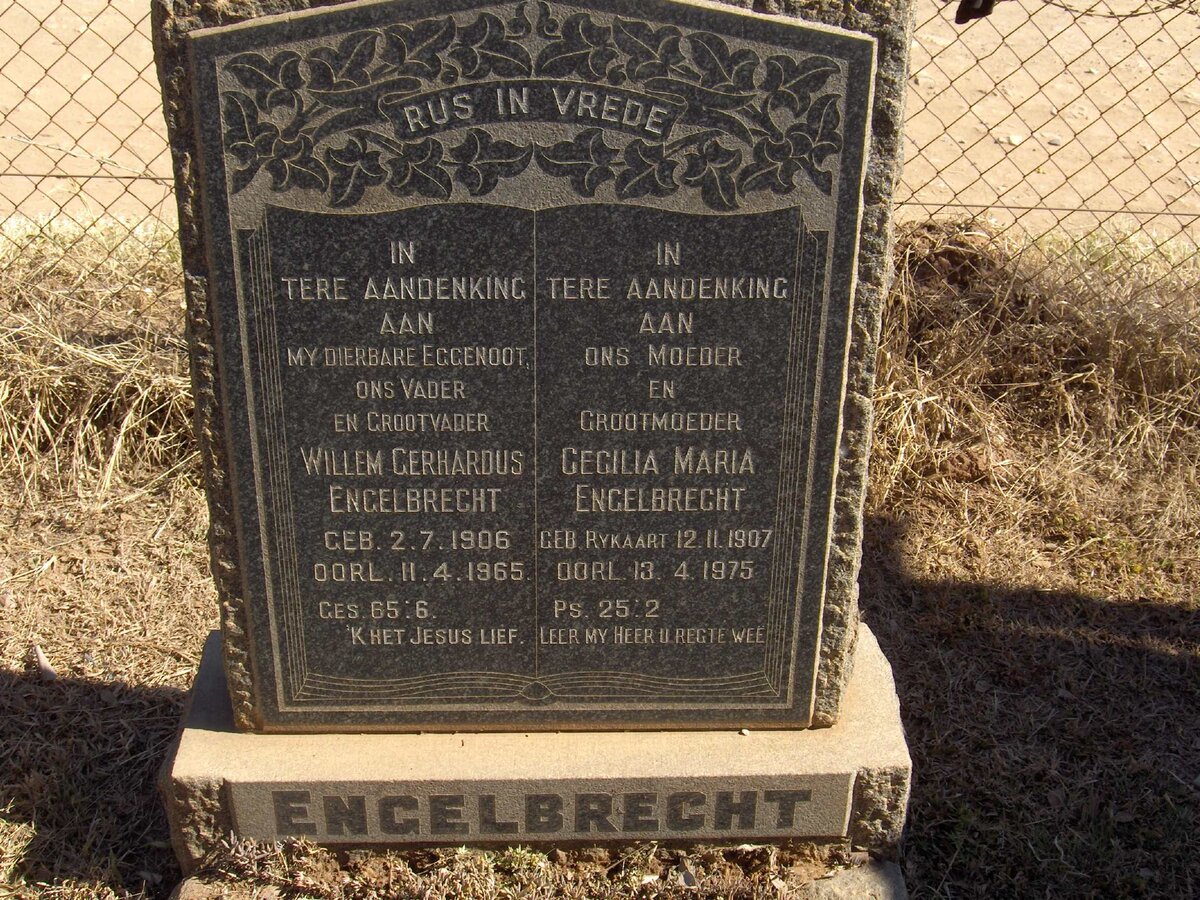 RUS IN VREDE
IN
TERE AANDENKING
AAN
MY DIERBARE EGGENOOT,
ONS VADER
EN GROOTVADER
WILLEM GERHARDUS
ENGELBRECHT
GEB. 2.7.1906
OORL. 11.4.1965.
GES. 65:6.
'K HET JESUS LIEF.
IN
TERE AANDENKING
AAN
ONS MOEDER
EN
GROOTMOEDER
CECILIA MARIA
ENGELBRECHT
GEB. RYKAART 12.11.1907
OORL. 13.4.1975
PS. 25:2
LEER MY HEER U REGTE WEË
ENGELBRECHT